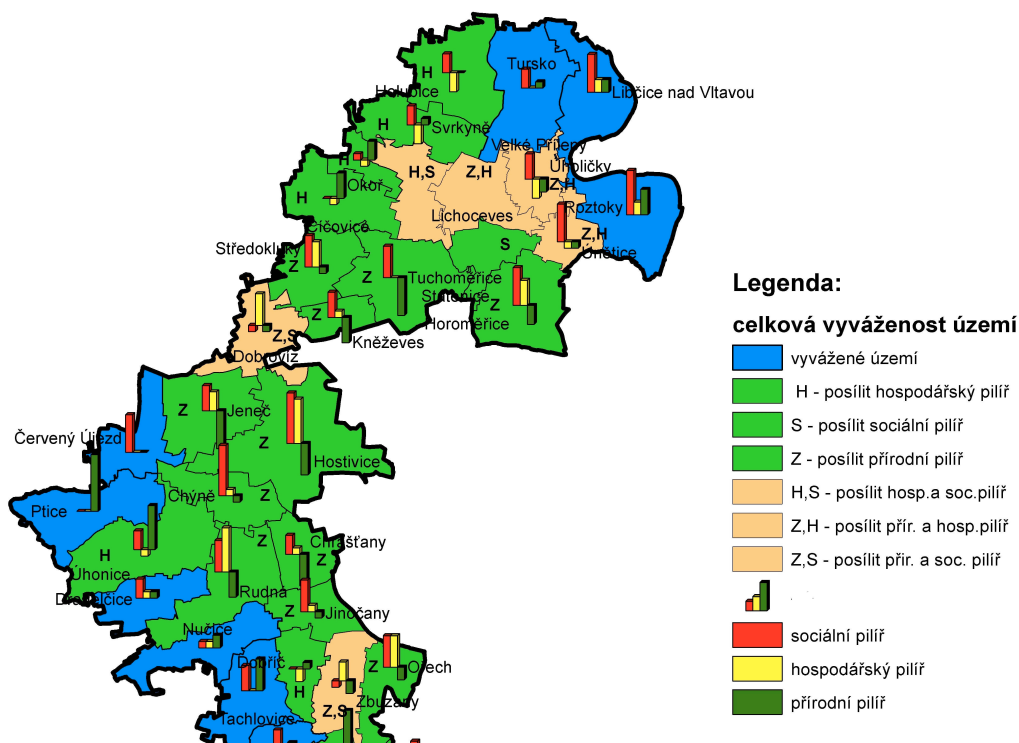 Tursko
H
Holubice
Libčice nad Vltavou
H
Svrkyně
Velké Přílepy
H
H,S
Z,H
Úholičky
Z,H
H
Okoř
Roztoky
Lichoceves
Číčovice
Z,H
S
Středokluky
Únětice
Z
Z
Tuchoměřice
Statenice
Z
Z
Horoměřice
Z,S
Kněževes
Dobrovíz
Z
Jeneč
Červený Újezd
Z
Hostivice
Chýně
Z
Ptice
Z
Chrášťany
H
Z
Úhonice
Drahelčice
Rudná
Z
Jinočany
Nučice
Dobříč
Z
Ořech
H
Zbuzany
Z,S
Tachlovice
Legenda:
celková vyváženost území
vyvážené území
H - posílit hospodářský pilíř
S - posílit sociální pilíř
Z - posílit přírodní pilíř
H,S - posílit hosp.a soc.pilíř
Z,H - posílit přír. a hosp.pilíř
Z,S - posílit přir. a soc. pilíř
sociální pilíř
hospodářský pilíř
přírodní pilíř